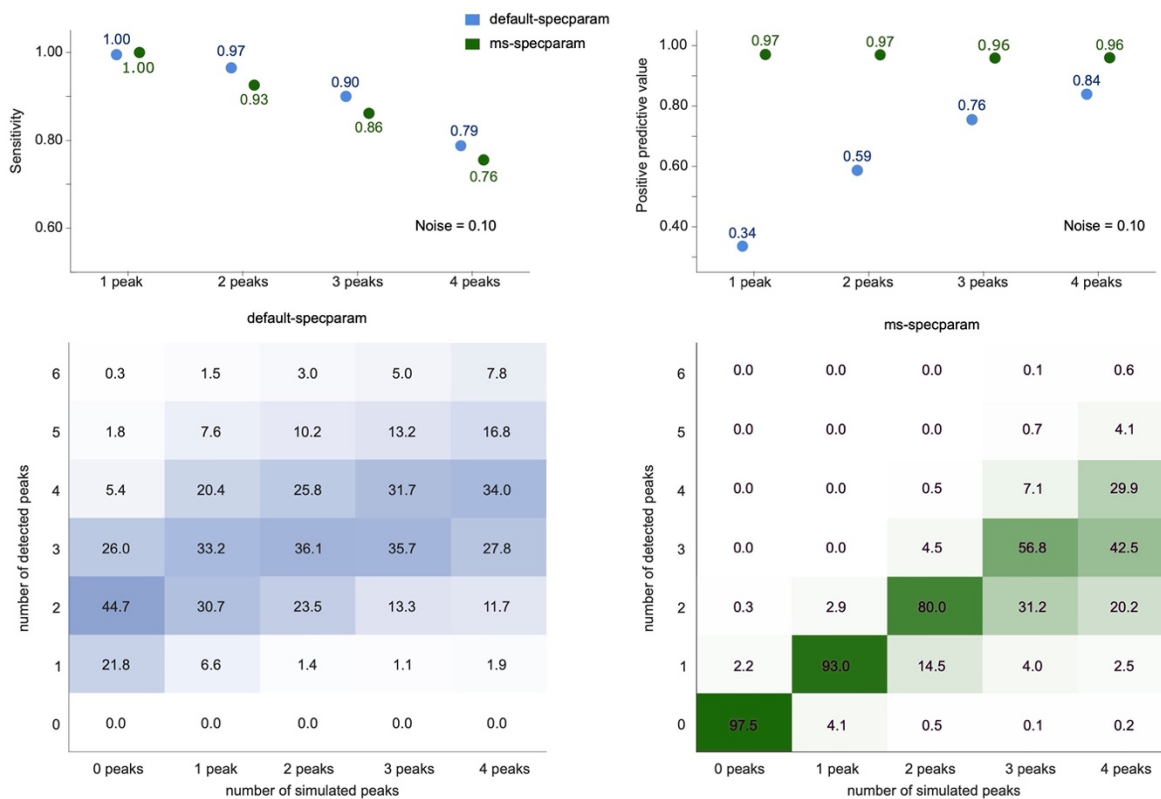 default-specparam
ms-specparam
Sensitivity
1.00
0.80
0.60
1.00
1.00
0.97
0.93
0.90
0.86
0.79
0.76
Noise = 0.10
1 peak 2 peaks 3 peaks 4 peaks
Positive predictive value
1.00
0.80
0.60
0.40
0.97 0.97 0.96 0.96
0.84
0.76
0.59
0.34
Noise = 0.10
1 peak 2 peaks 3 peaks 4 peaks
default-specparam
number of detected peaks
6 0.3 1.5 3.0 5.0 7.8
5 1.8 7.6 10.2 13.2 16.8
4 5.4 20.4 25.8 31.7 34.0
3 26.0 33.2 36.1 35.7 27.8
2 44.7 30.7 23.5 13.3 11.7
1 21.8 6.6 1.4 1.1 1.9
0 0.0 0.0 0.0 0.0 0.0
0 peaks 1 peak 2 peaks 3 peaks 4 peaks
number of simulated peaks
ms-specparam
number of detected peaks
6 0.0 0.0 0.0 0.1 0.6
5 0.0 0.0 0.0 0.7 4.1
4 0.0 0.0 0.5 7.1 29.9
3 0.0 0.0 4.5 56.8 42.5
2 0.3 2.9 80.0 31.2 20.2
1 2.2 93.0 14.5 4.0 2.5
0 97.5 4.1 0.5 0.1 0.2
0 peaks 1 peak 2 peaks 3 peaks 4 peaks
number of simulated peaks